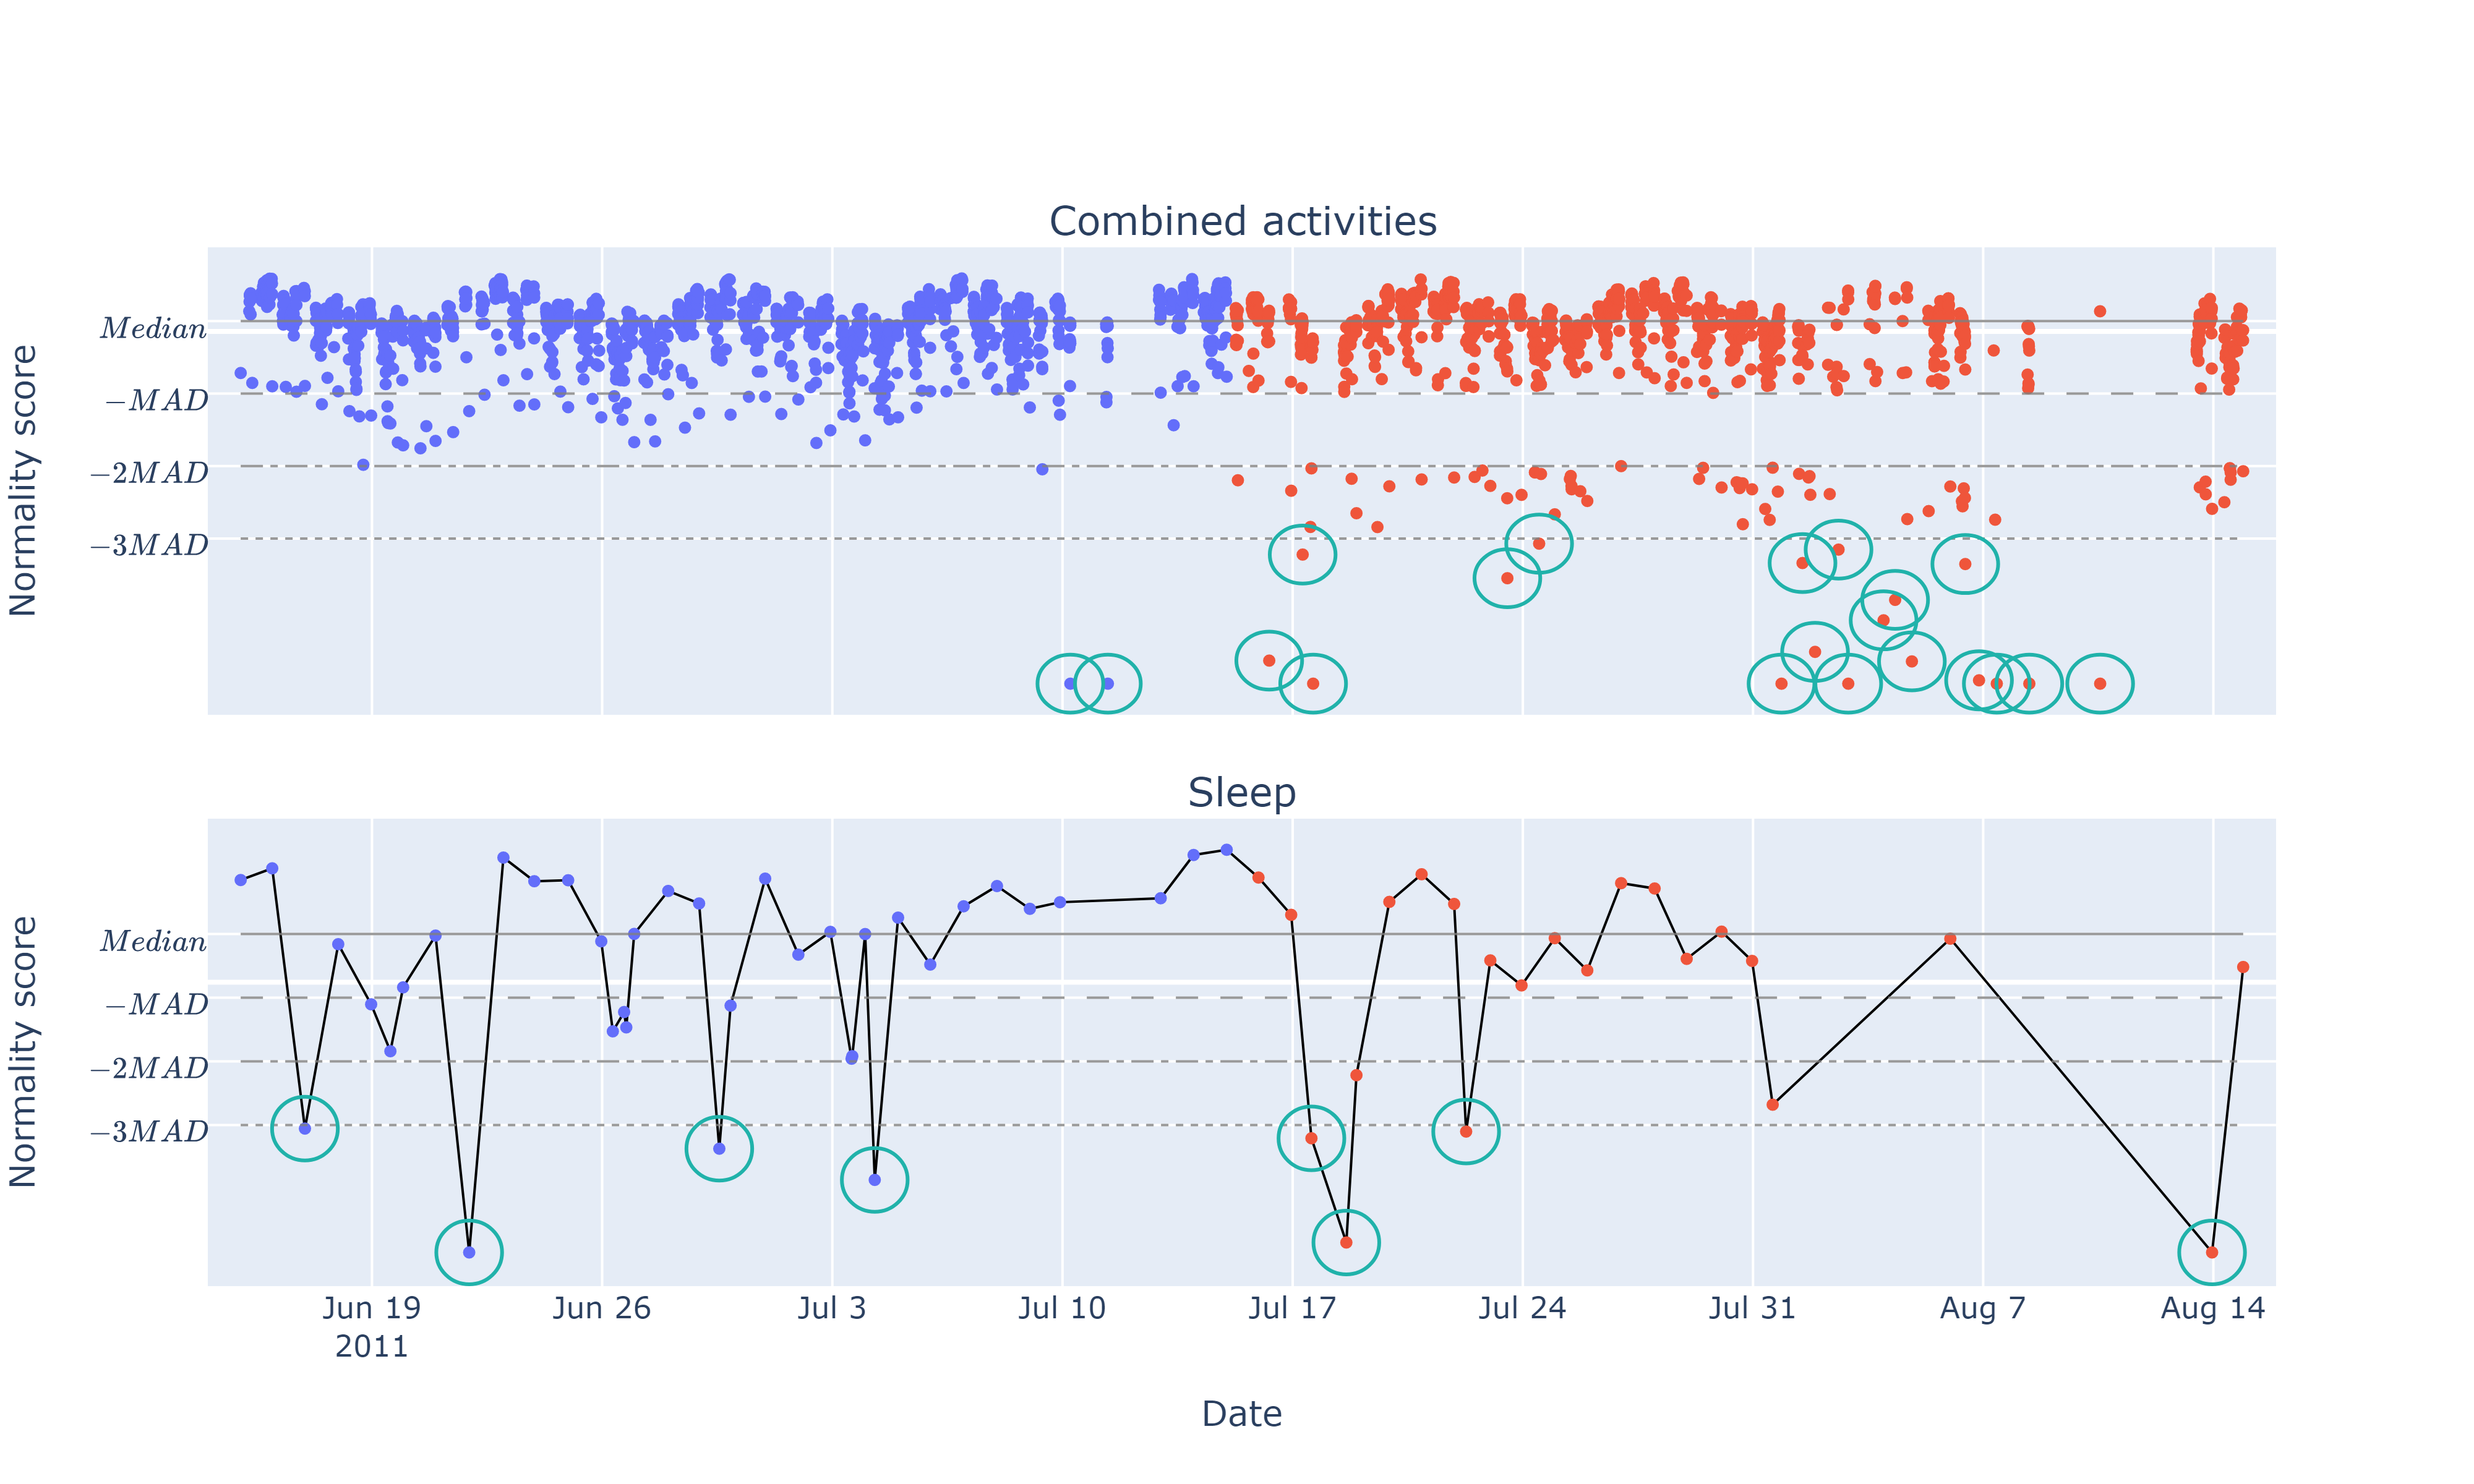 Combined activities
Normality score
Median
−MAD
−2MAD
−3MAD
Sleep
Normality score
Median
−MAD
−2MAD
−3MAD
Jun 19 Jun 26 Jul 3 Jul 10 Jul 17 Jul 24 Jul 31 Aug 7 Aug 14
2011
Date